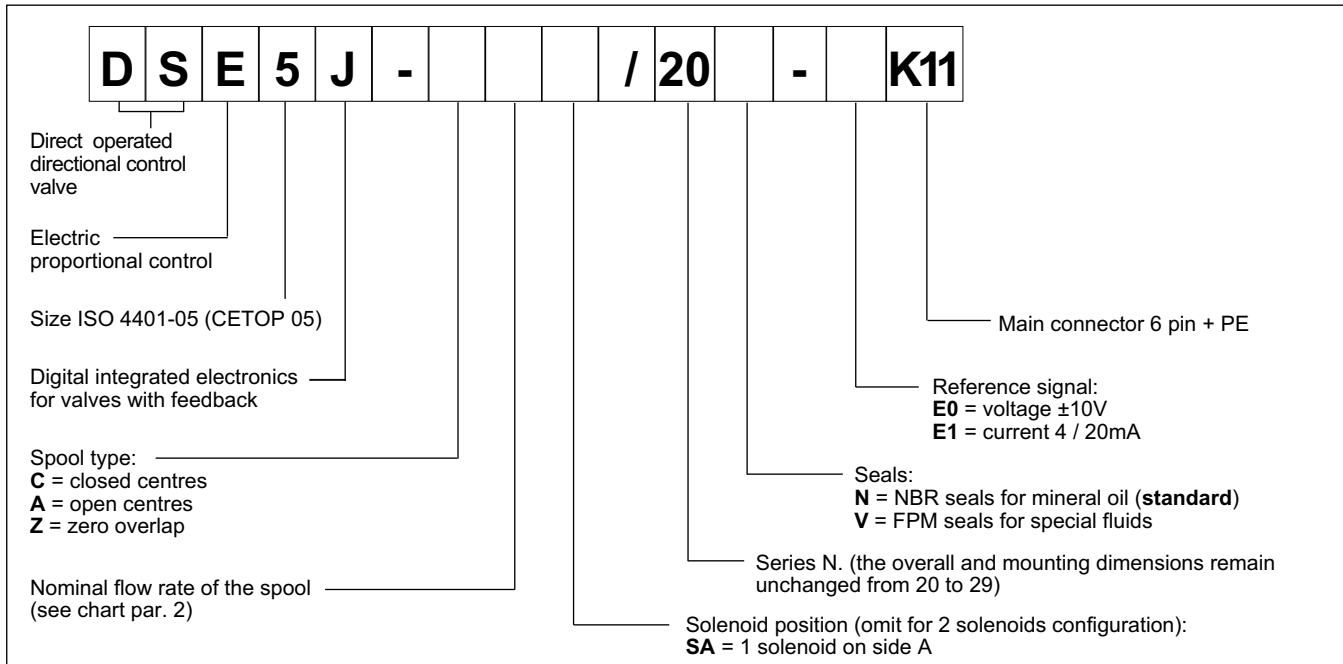 D S E 5 J - / 20 - K11
Direct operated
directional control
valve
Electric
proportional control
Size ISO 4401-05 (CETOP 05)
Digital integrated electronics
for valves with feedback
Spool type:
C = closed centres
A = open centres
Z = zero overlap
Nominal flow rate of the spool
(see chart par. 2)
Main connector 6 pin + PE
Reference signal:
E0 = voltage ±10V
E1 = current 4 / 20mA
Seals:
N = NBR seals for mineral oil (standard)
V = FPM seals for special fluids
Series N. (the overall and mounting dimensions remain
unchanged from 20 to 29)
Solenoid position (omit for 2 solenoids configuration):
SA = 1 solenoid on side A